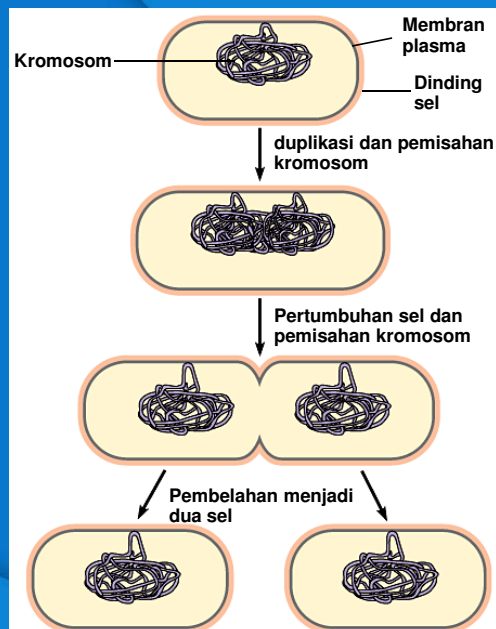 Membran
plasma
Kromosom
Dinding
sel
duplikasi dan pemisahan
kromosom
Pertumbuhan sel dan
pemisahan kromosom
Pembelahan menjadi
dua sel